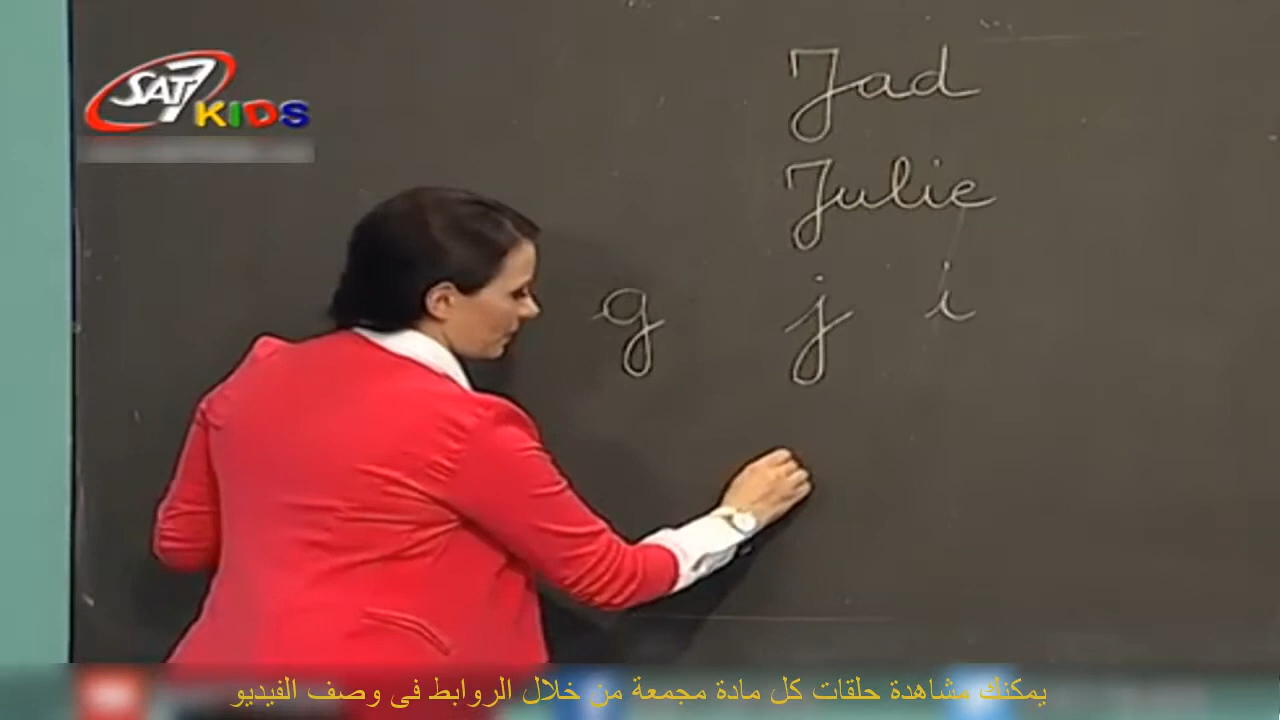 SAT7
KIDS
Jad
Julie
g j i
يمكنك مشاهدة حلقات كل مادة مجمعة من خلال الروابط فى وصف الفيديو